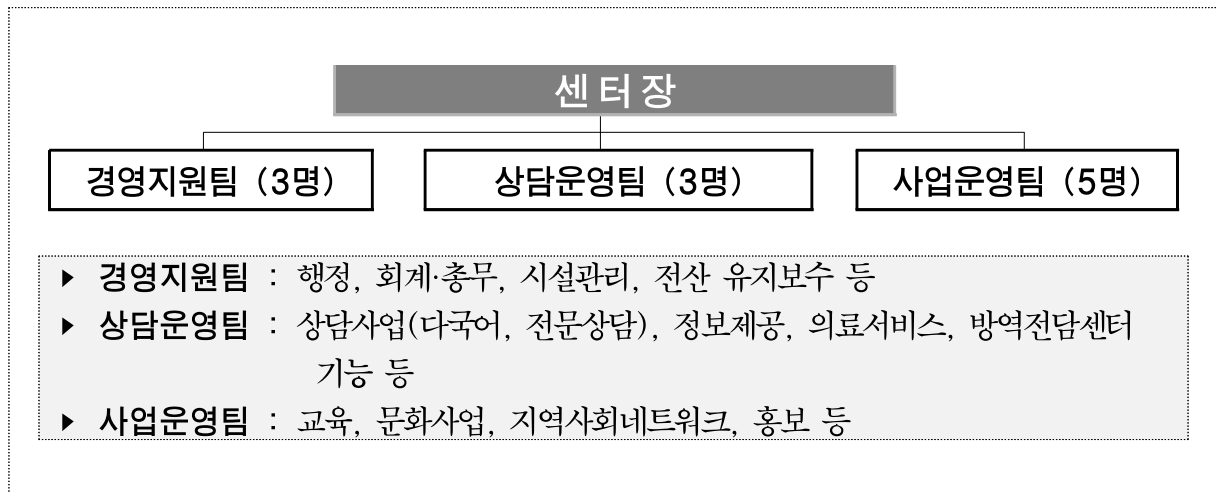 센터장
경영지원팀 (3명)
상담운영팀 (3명)
사업운영팀 (5명)
▶ 경영지원팀 : 행정, 회계·총무, 시설관리, 전산 유지보수 등
▶ 상담운영팀 : 상담사업(다국어, 전문상담), 정보제공, 의료서비스, 방역전담센터
기능 등
▶ 사업운영팀 : 교육, 문화사업, 지역사회네트워크, 홍보 등